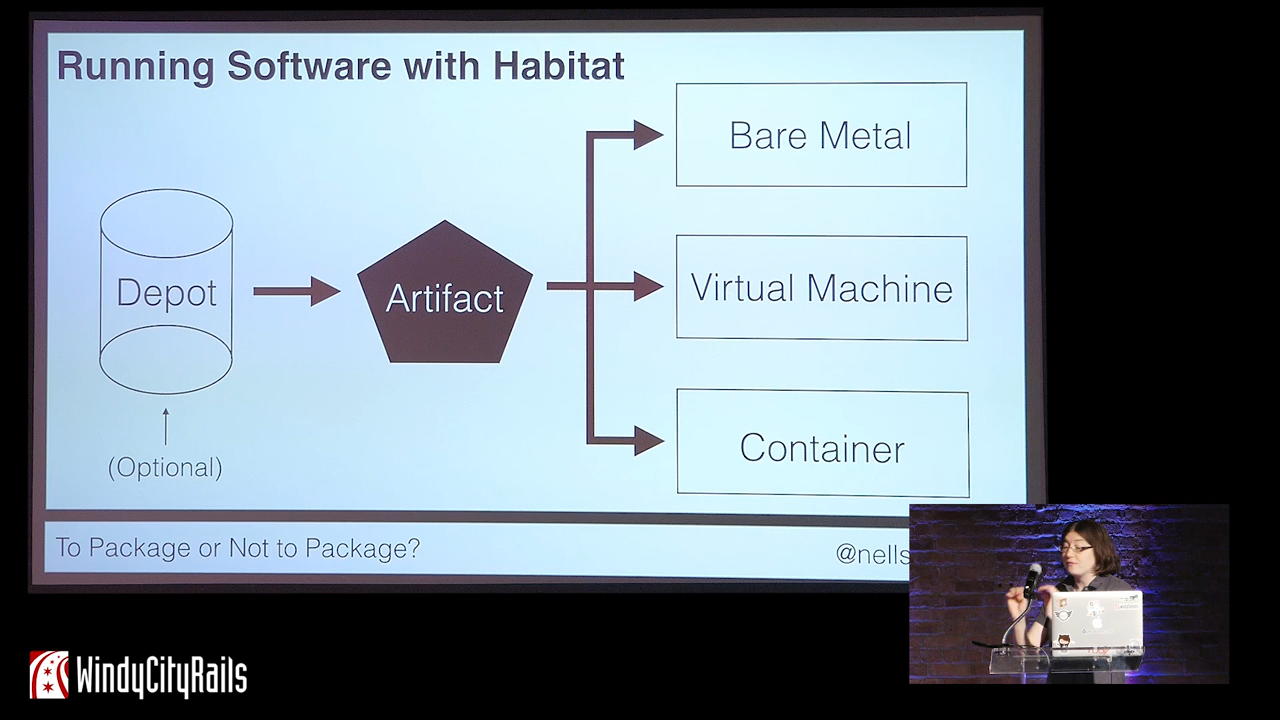 Running Software with Habitat
Bare Metal
Depot
Artifact
Virtual Machine
(Optional)
Container
To Package or Not to Package?
@nells
WindyCityRails